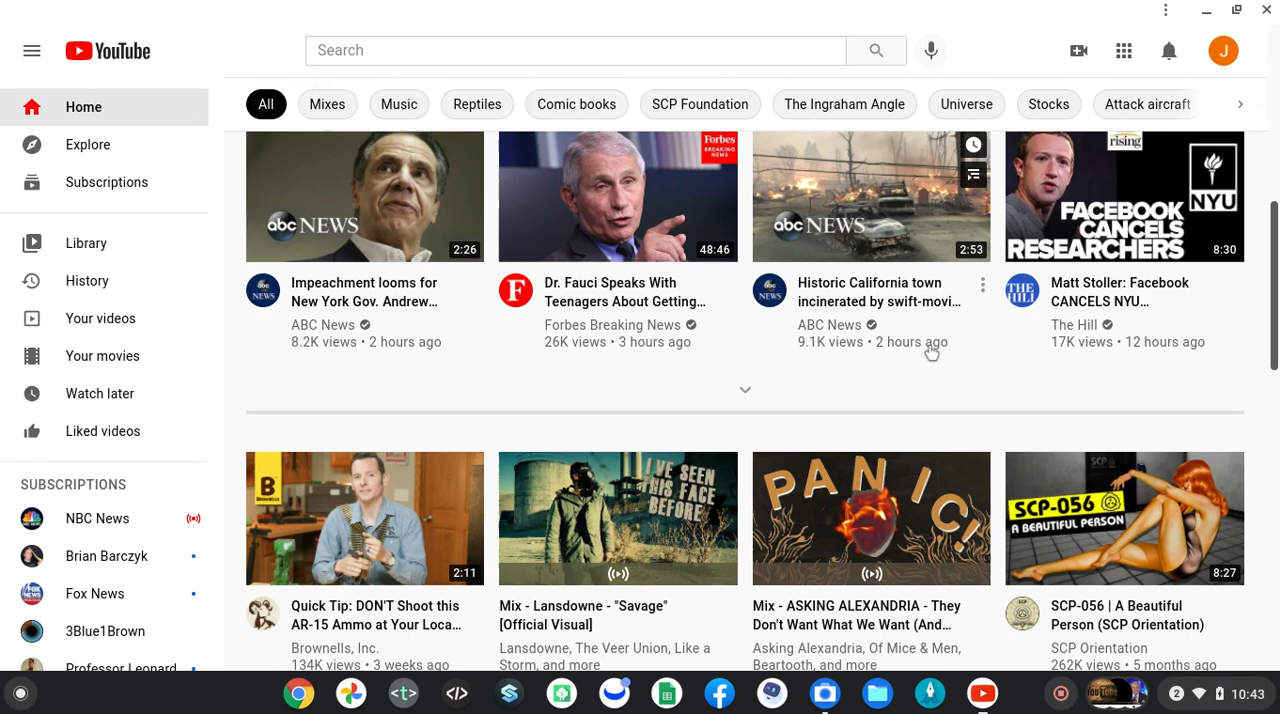 YouTube
Search
J
Home
Explore
Subscriptions
Library
History
Your videos
Your movies
Watch later
Liked videos
SUBSCRIPTIONS
NBC News
Brian Barczyk
Fox News
3Blue1Brown
Professor Leonard
All
Mixes
Music
Reptiles
Comic books
SCP Foundation
The Ingraham Angle
Universe
Stocks
Attack aircraft
abc NEWS
2:26
Forbes
BREAKING
NEWS
48:46
abc NEWS
2:53
rising
NYU
FACEBOOK
CANCELS
RESEARCHERS
8:30
abc NEWS
Impeachment looms for
New York Gov. Andrew...
ABC News
8.2K views • 2 hours ago
F
Dr. Fauci Speaks With
Teenagers About Getting...
Forbes Breaking News
26K views • 3 hours ago
abc NEWS
Historic California town
incinerated by swift-movi...
ABC News
9.1K views • 2 hours ago
THE HILL
Matt Stoller: Facebook
CANCELS NYU...
The Hill
17K views • 12 hours ago
B
BROWNELLS
2:11
I'VE SEEN
HIS FACE
BEFORE
PANIC!
SCP
SCP-056
A BEAUTIFUL PERSON
8:27
Quick Tip: DON'T Shoot this
AR-15 Ammo at Your Loca...
Brownells, Inc.
134K views • 3 weeks ago
Mix - Lansdowne - "Savage"
[Official Visual]
Lansdowne, The Veer Union, Like a
Storm, and more
Mix - ASKING ALEXANDRIA - They
Don't Want What We Want (And...
Asking Alexandria, Of Mice & Men,
Beartooth, and more
SCP-056 | A Beautiful
Person (SCP Orientation)
SCP Orientation
262K views • 5 months ago
<t>
</>
YouTube
2
10:43